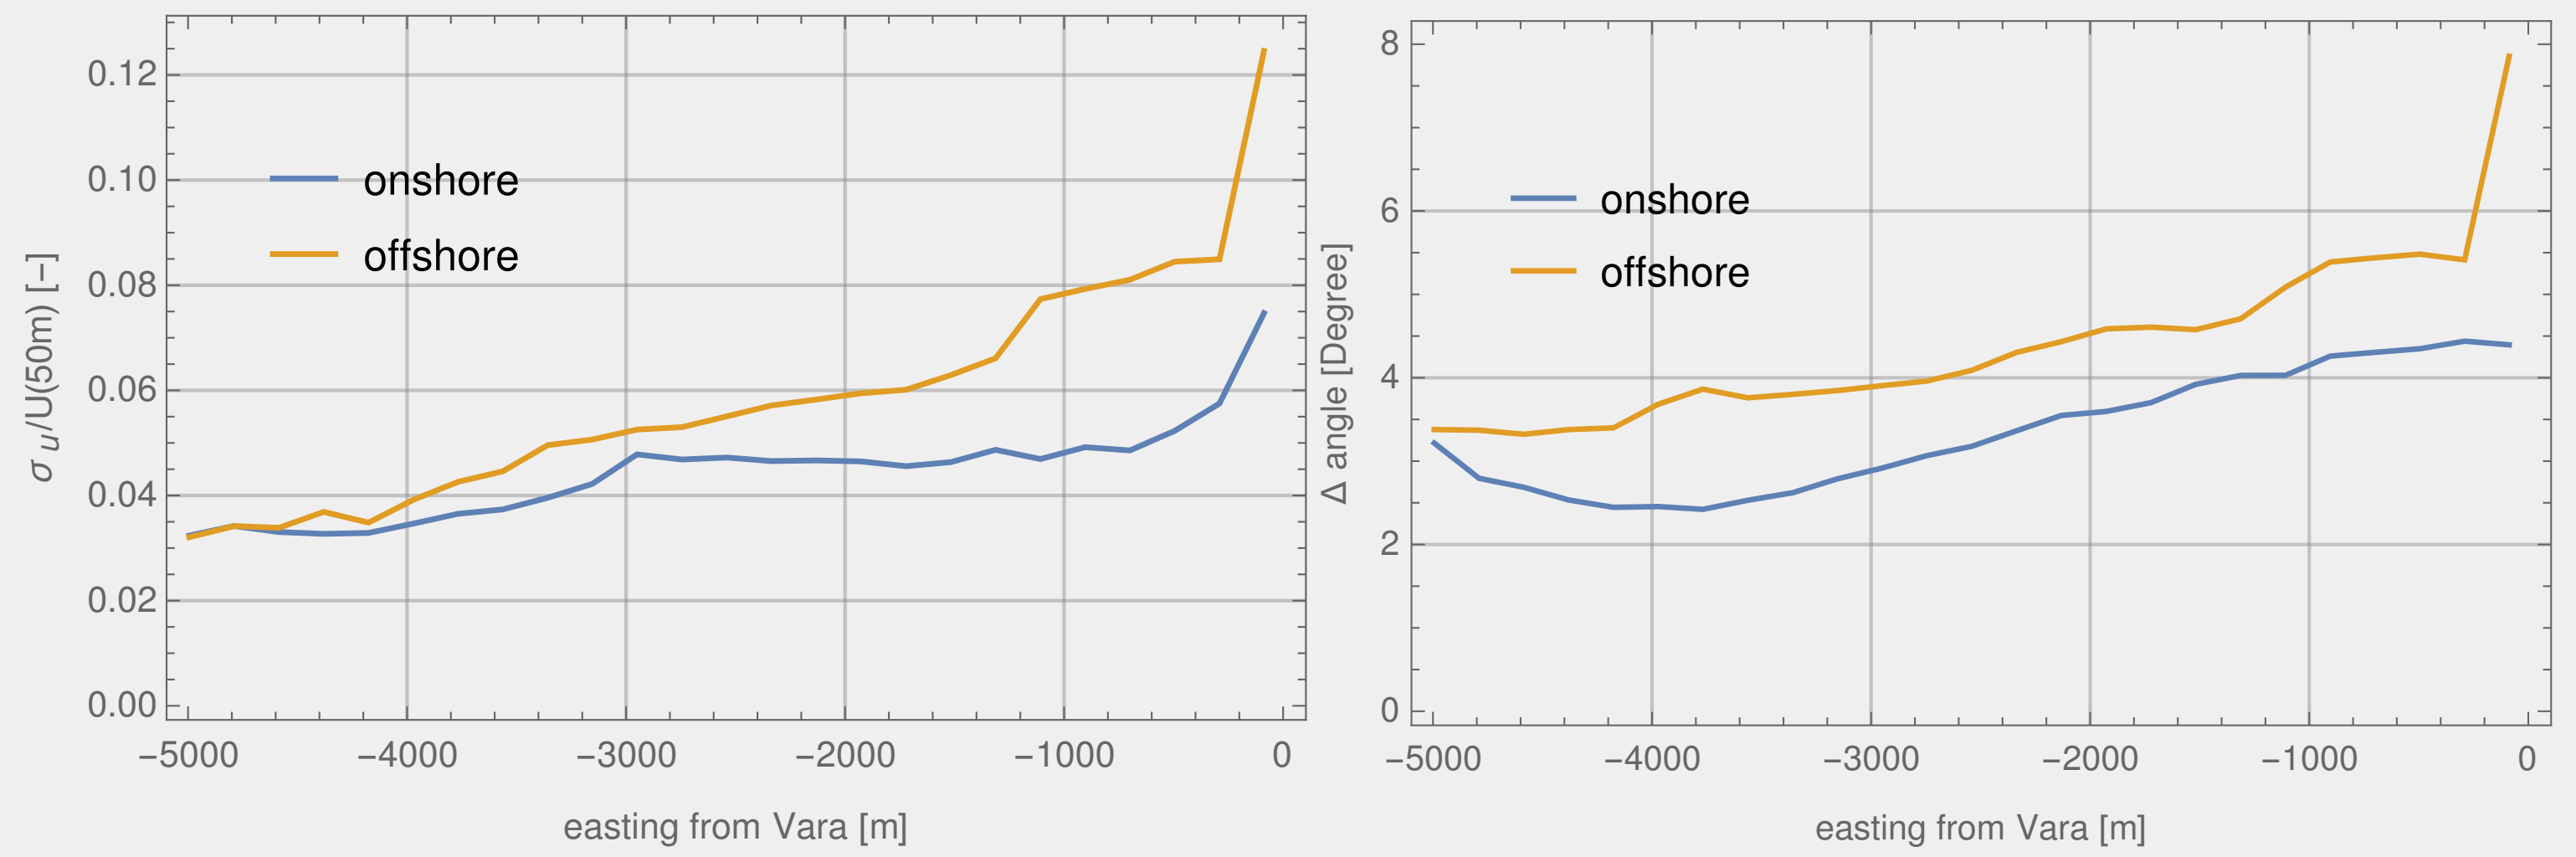 σ u/U(50m) [−]
0.12
0.10
0.08
0.06
0.04
0.02
0.00
onshore
offshore
−5000 −4000 −3000 −2000 −1000 0
easting from Vara [m]
Δ angle [Degree]
8
6
4
2
0
onshore
offshore
−5000 −4000 −3000 −2000 −1000 0
easting from Vara [m]